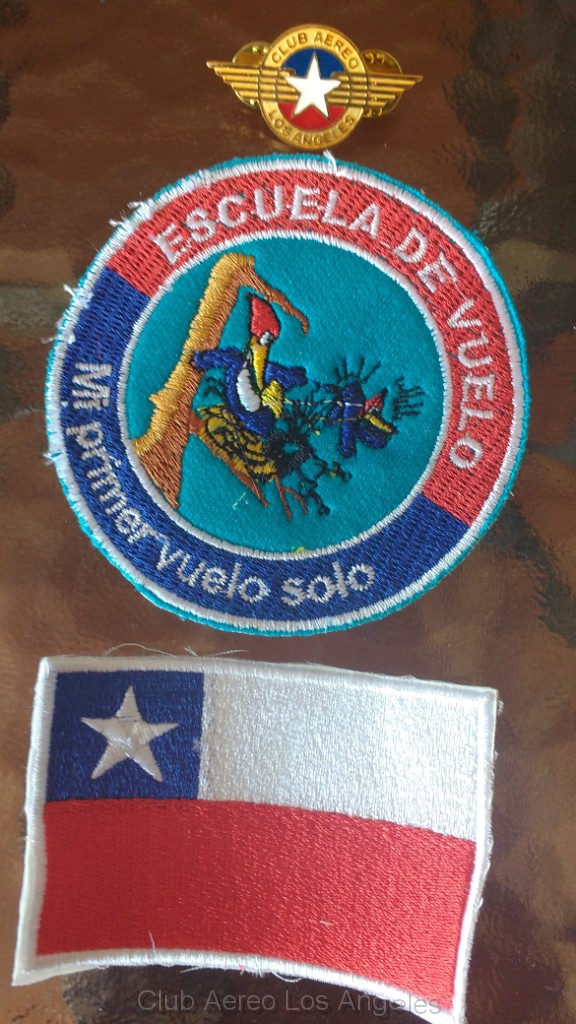 CLUB AEREO
LOS ANGELES
ESCUELA DE VUELO
Mi primer vuelo solo
Club Aereo Los Angeles